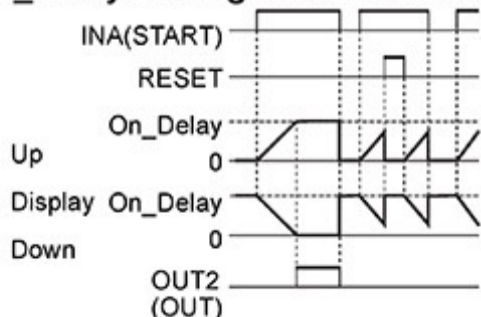 INA(START)
RESET
On_Delay
Up
0
Display On_Delay
Down
0
OUT2
(OUT)